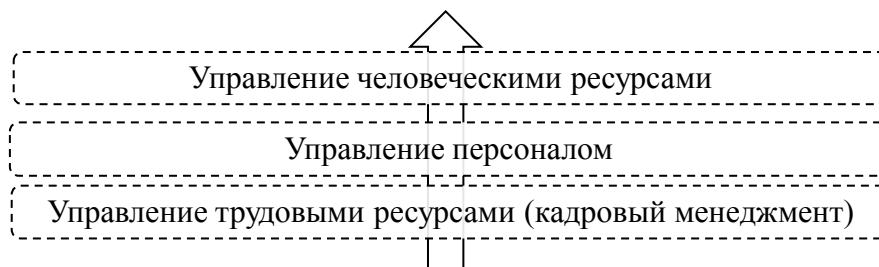 Управление человеческими ресурсами
Управление персоналом
Управление трудовыми ресурсами (кадровый менеджмент)